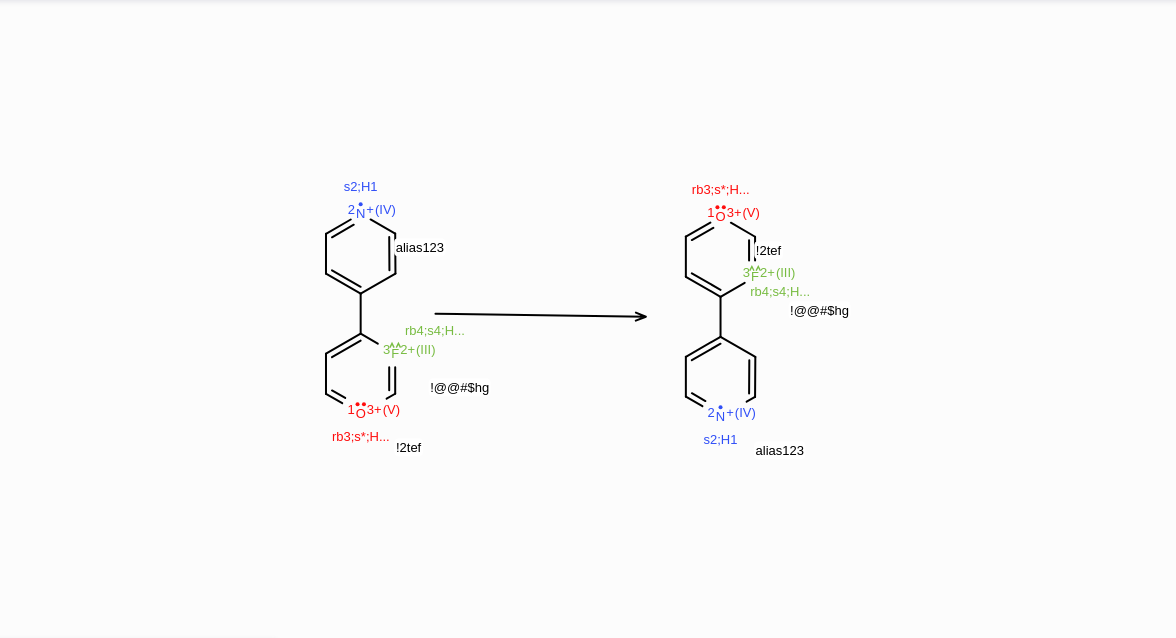 s2;H1
2N+(IV)
alias123
rb4;s4;H...
3F2+(III)
!@@#$hg
1O3+(V)
rb3;s*;H...
!2tef
rb3;s*;H...
1O3+(V)
!2tef
3F2+(III)
rb4;s4;H...
!@@#$hg
2N+(IV)
s2;H1
alias123